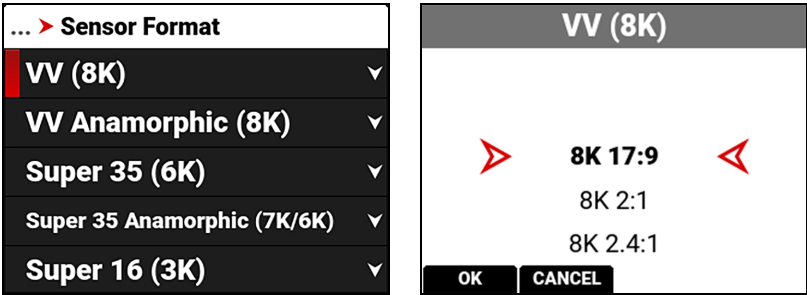 ... Sensor Format
VV (8K)
VV Anamorphic (8K)
Super 35 (6K)
Super 35 Anamorphic (7K/6K)
Super 16 (3K)
VV (8K)
8K 17:9
8K 2:1
8K 2.4:1
OK CANCEL